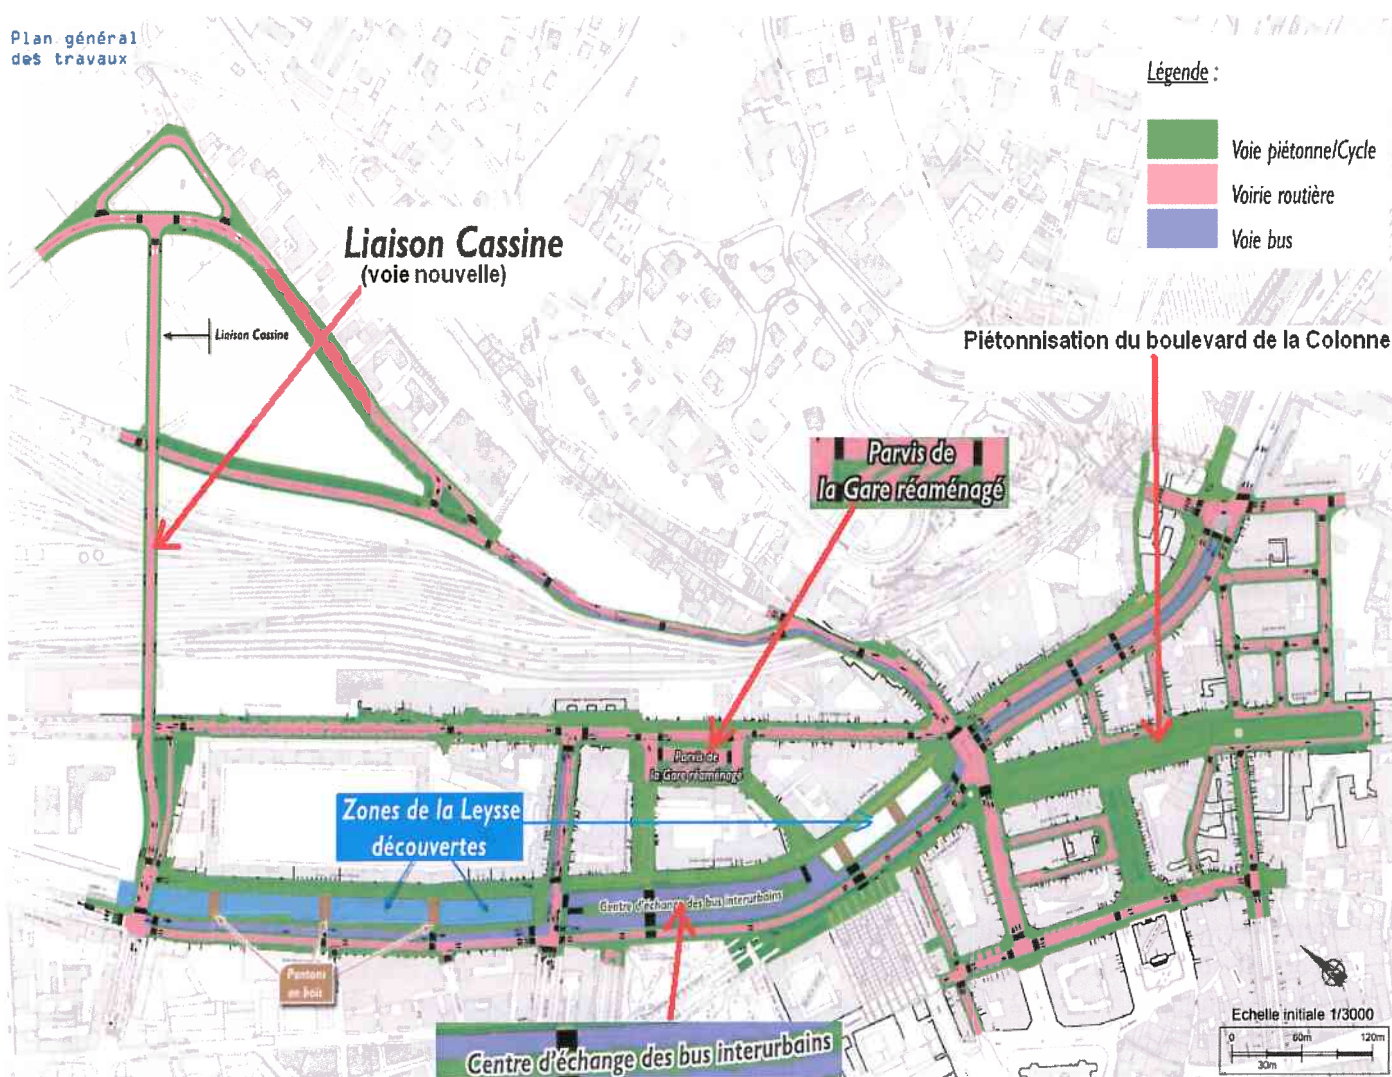 Plan général
des travaux
Légende :
Voie piétonne/Cycle
Voirie routière
Voie bus
Liaison Cassine
(voie nouvelle)
Liaison Cassine
Piétonnisation du boulevard de la Colonne
Parvis de
la Gare réaménagé
Parvis de
la Gare réaménagé
Zones de la Leysse
découvertes
Centre d'échange des bus interurbains
Pontons
en bois
Centre d'échange des bus interurbains
Echelle initiale 1/3000
0 60m 120m
30m